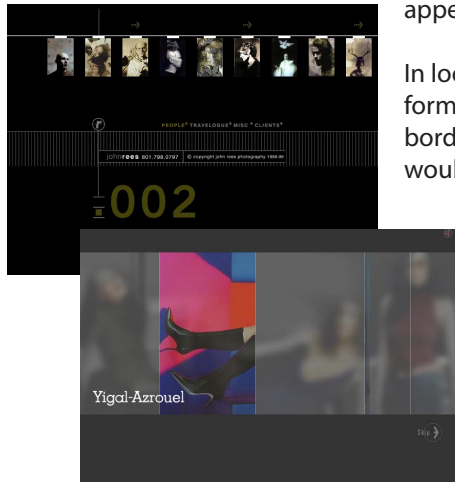 appe
In loo
form
bord
woul
PEOPLE TRAVELOGUE MISC CLIENTS
johnrees 801.798.0797 © copyright john rees photography 1998-99
002
Yigal-Azrouel
Skip